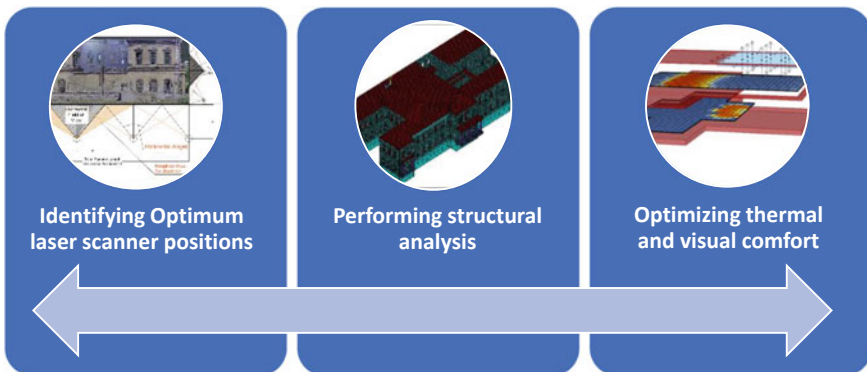 Identifying Optimum
laser scanner positions
Performing structural
analysis
Optimizing thermal
and visual comfort